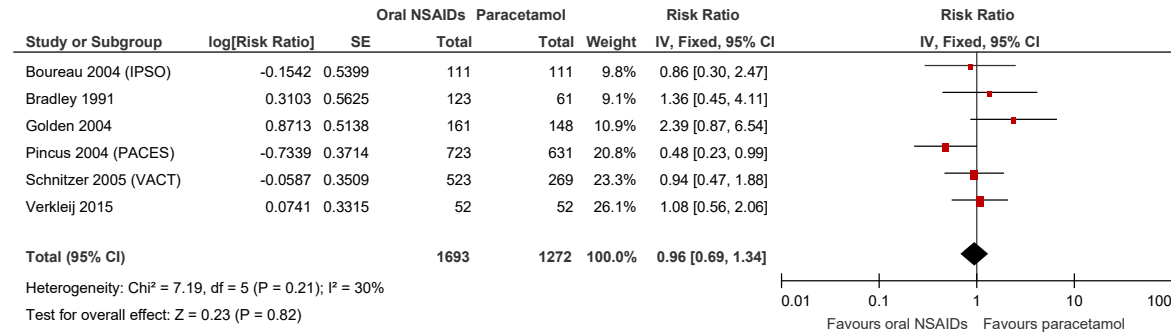 Oral NSAIDs Paracetamol Risk Ratio Risk Ratio
Study or Subgroup log[Risk Ratio] SE Total Total Weight IV, Fixed, 95% CI IV, Fixed, 95% CI
Boureau 2004 (IPSO) -0.1542 0.5399 111 111 9.8% 0.86 [0.30, 2.47]
Bradley 1991 0.3103 0.5625 123 61 9.1% 1.36 [0.45, 4.11]
Golden 2004 0.8713 0.5138 161 148 10.9% 2.39 [0.87, 6.54]
Pincus 2004 (PACES) -0.7339 0.3714 723 631 20.8% 0.48 [0.23, 0.99]
Schnitzer 2005 (VACT) -0.0587 0.3509 523 269 23.3% 0.94 [0.47, 1.88]
Verkleij 2015 0.0741 0.3315 52 52 26.1% 1.08 [0.56, 2.06]
Total (95% CI) 1693 1272 100.0% 0.96 [0.69, 1.34]
Heterogeneity: Chi² = 7.19, df = 5 (P = 0.21); I² = 30%
Test for overall effect: Z = 0.23 (P = 0.82)
0.01 0.1 1 10 100
Favours oral NSAIDs Favours paracetamol